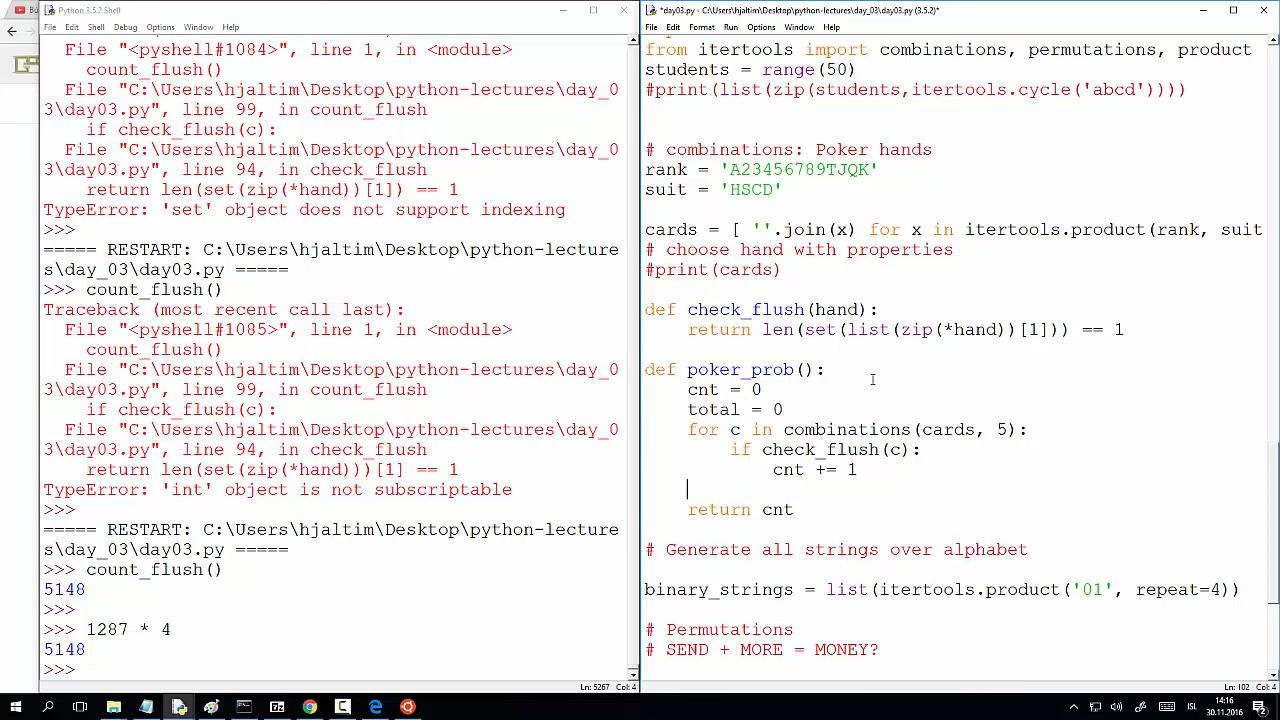 Python 3.5.2 Shell
File Edit Shell Debug Options Window Help
File "<pyshell#1084>", line 1, in <module>
count_flush()
File "C:\Users\hjaltim\Desktop\python-lectures\day_0
3\day03.py", line 99, in count_flush
if check_flush(c):
File "C:\Users\hjaltim\Desktop\python-lectures\day_0
3\day03.py", line 94, in check_flush
return len(set(zip(*hand))[1]) == 1
TypeError: 'set' object does not support indexing
>>>
===== RESTART: C:\Users\hjaltim\Desktop\python-lecture
s\day_03\day03.py =====
>>> count_flush()
Traceback (most recent call last):
File "<pyshell#1085>", line 1, in <module>
count_flush()
File "C:\Users\hjaltim\Desktop\python-lectures\day_0
3\day03.py", line 99, in count_flush
if check_flush(c):
File "C:\Users\hjaltim\Desktop\python-lectures\day_0
3\day03.py", line 94, in check_flush
return len(set(zip(*hand)))[1] == 1
TypeError: 'int' object is not subscriptable
>>>
===== RESTART: C:\Users\hjaltim\Desktop\python-lecture
s\day_03\day03.py =====
>>> count_flush()
5148
>>>
>>> 1287 * 4
5148
>>>
Ln: 5267 Col: 4
*day03.py - C:\Users\hjaltim\Desktop\python-lectures\day_03\day03.py (3.5.2)*
File Edit Format Run Options Window Help
from itertools import combinations, permutations, product
students = range(50)
#print(list(zip(students,itertools.cycle('abcd'))))
# combinations: Poker hands
rank = 'A23456789TJQK'
suit = 'HSCD'
cards = [ ''.join(x) for x in itertools.product(rank, suit
# choose hand with properties
#print(cards)
def check_flush(hand):
return len(set(list(zip(*hand))[1])) == 1
def poker_prob():
cnt = 0
total = 0
for c in combinations(cards, 5):
if check_flush(c):
cnt += 1
return cnt
# Generate all strings over alphabet
binary_strings = list(itertools.product('01', repeat=4))
# Permutations
# SEND + MORE = MONEY?
Ln: 102 Col: 4
ISL
14:16
30.11.2016